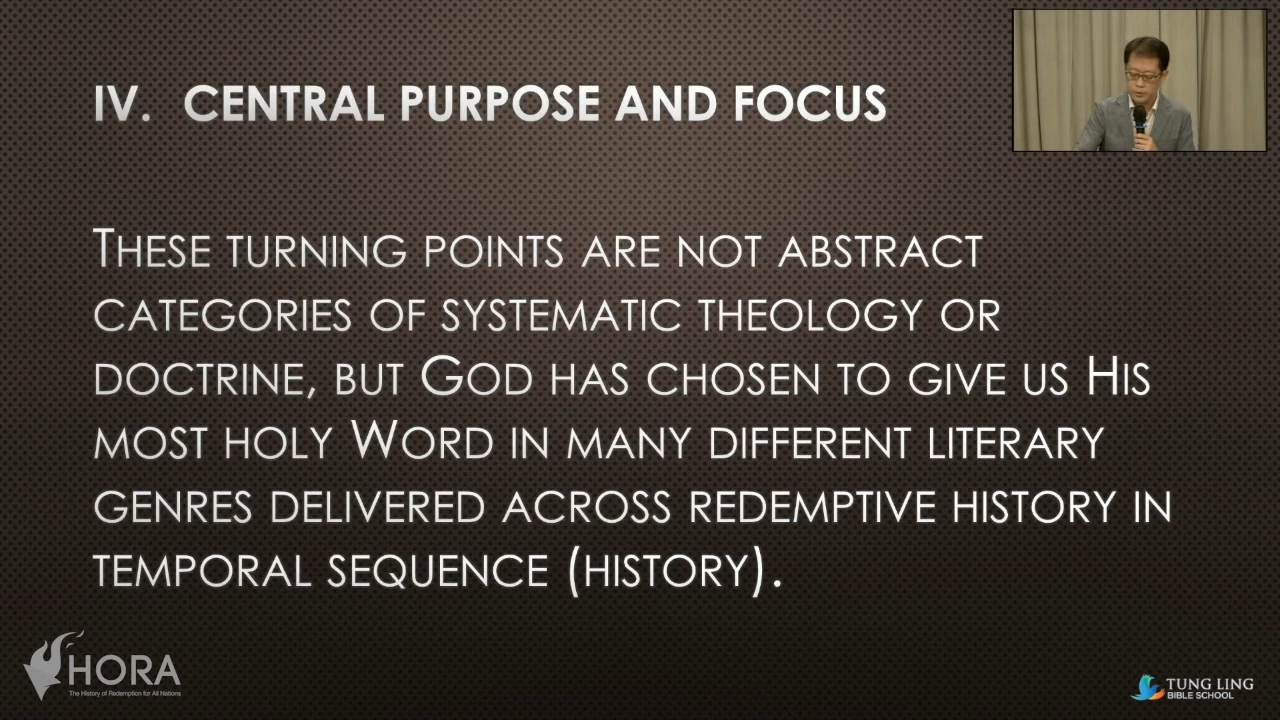 IV. CENTRAL PURPOSE AND FOCUS
THESE TURNING POINTS ARE NOT ABSTRACT
CATEGORIES OF SYSTEMATIC THEOLOGY OR
DOCTRINE, BUT GOD HAS CHOSEN TO GIVE US HIS
MOST HOLY WORD IN MANY DIFFERENT LITERARY
GENRES DELIVERED ACROSS REDEMPTIVE HISTORY IN
TEMPORAL SEQUENCE (HISTORY).
HORA
The History of Redemption for All Nations
TUNG LING
BIBLE SCHOOL